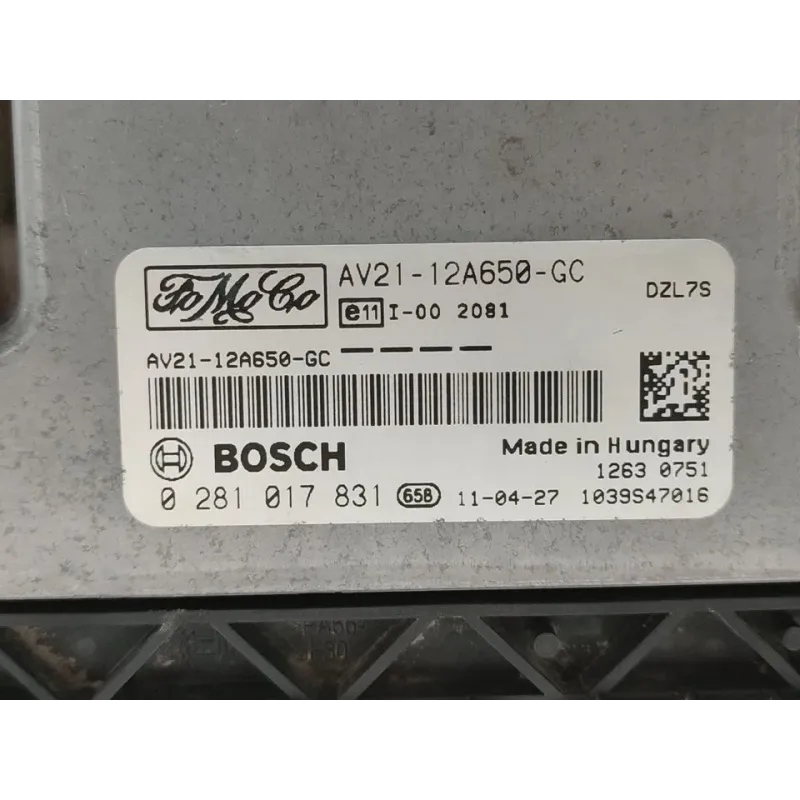 FoMoCo
AV21-12A650-GC
DZL7S
e11 I-00 2081
AV21-12A650-GC — — — —
BOSCH
Made in Hungary
1263 0751
0 281 017 831 658 11-04-27 1039S47016